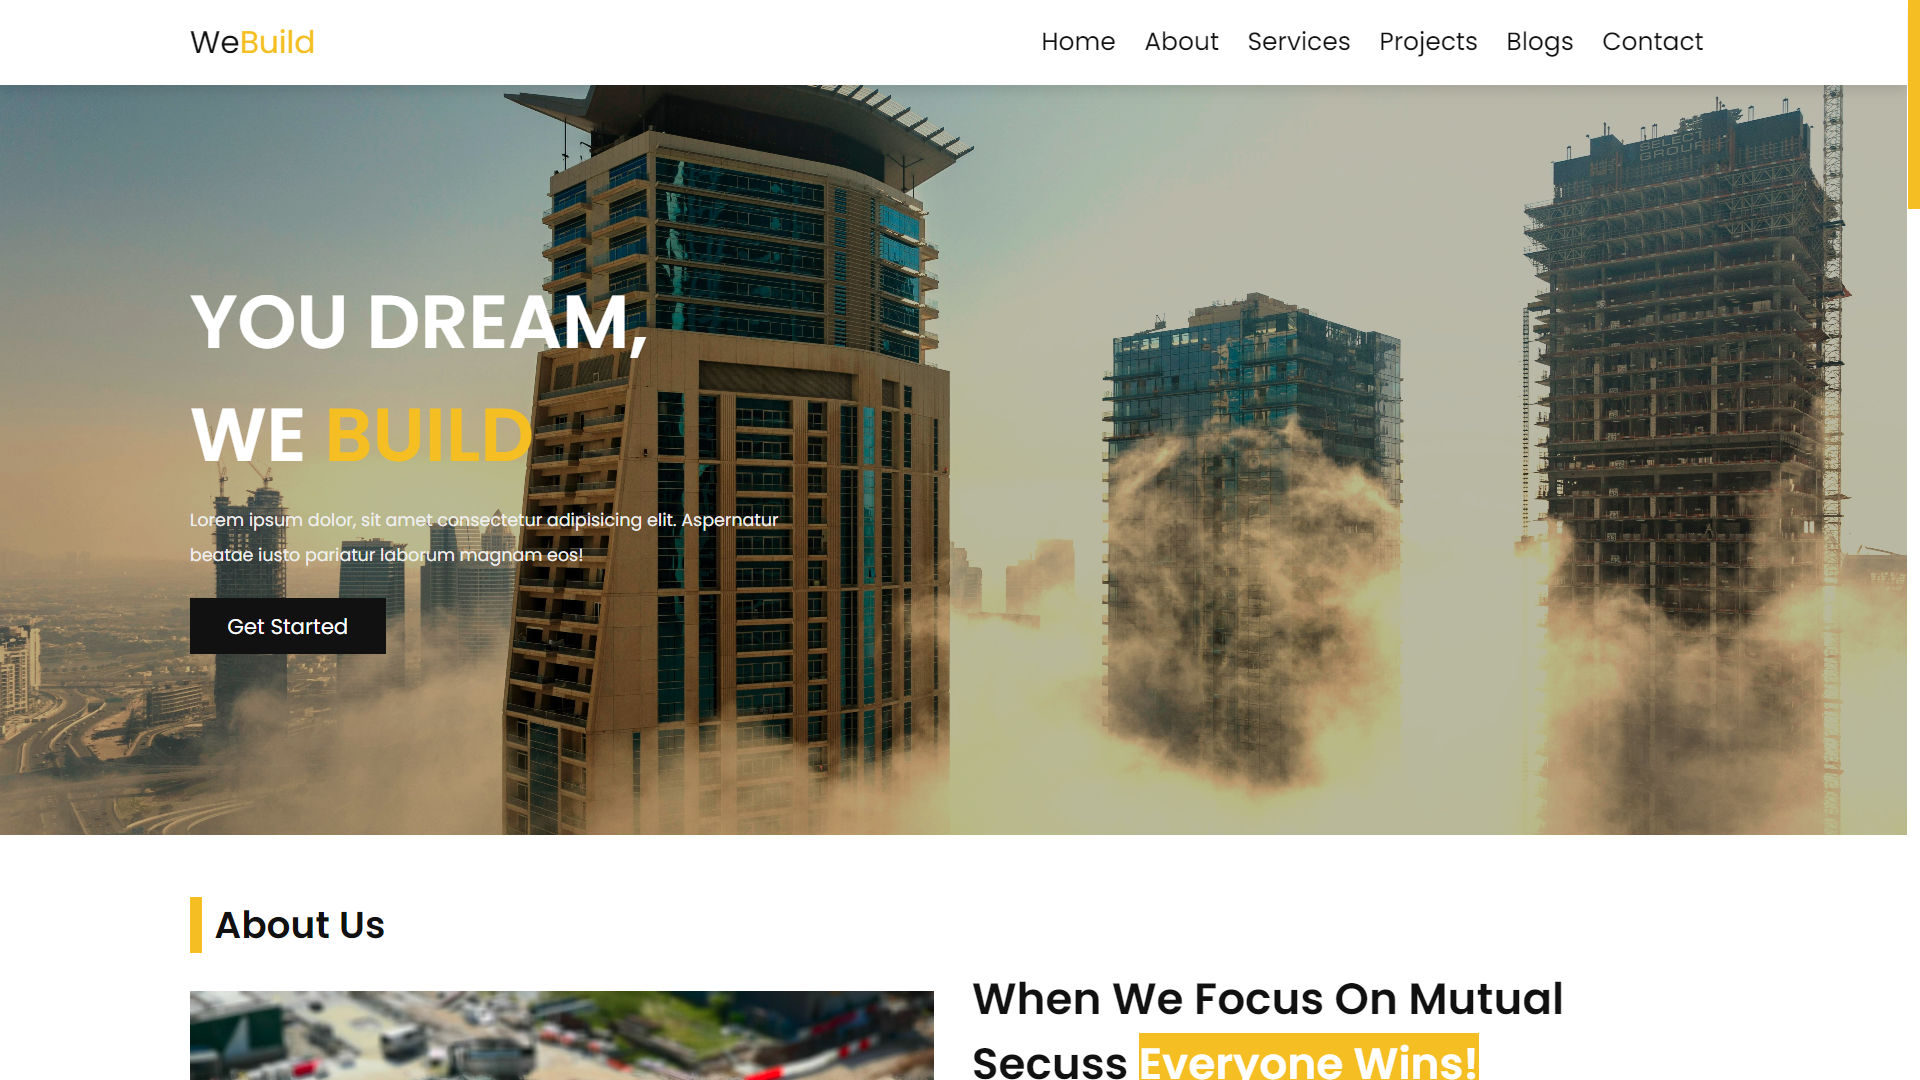 WeBuild
Home About Services Projects Blogs Contact
SELECT
GROUP
YOU DREAM,
WE BUILD
Lorem ipsum dolor, sit amet consectetur adipisicing elit. Aspernatur
beatae iusto pariatur laborum magnam eos!
Get Started
About Us
When We Focus On Mutual
Secuss Everyone Wins!